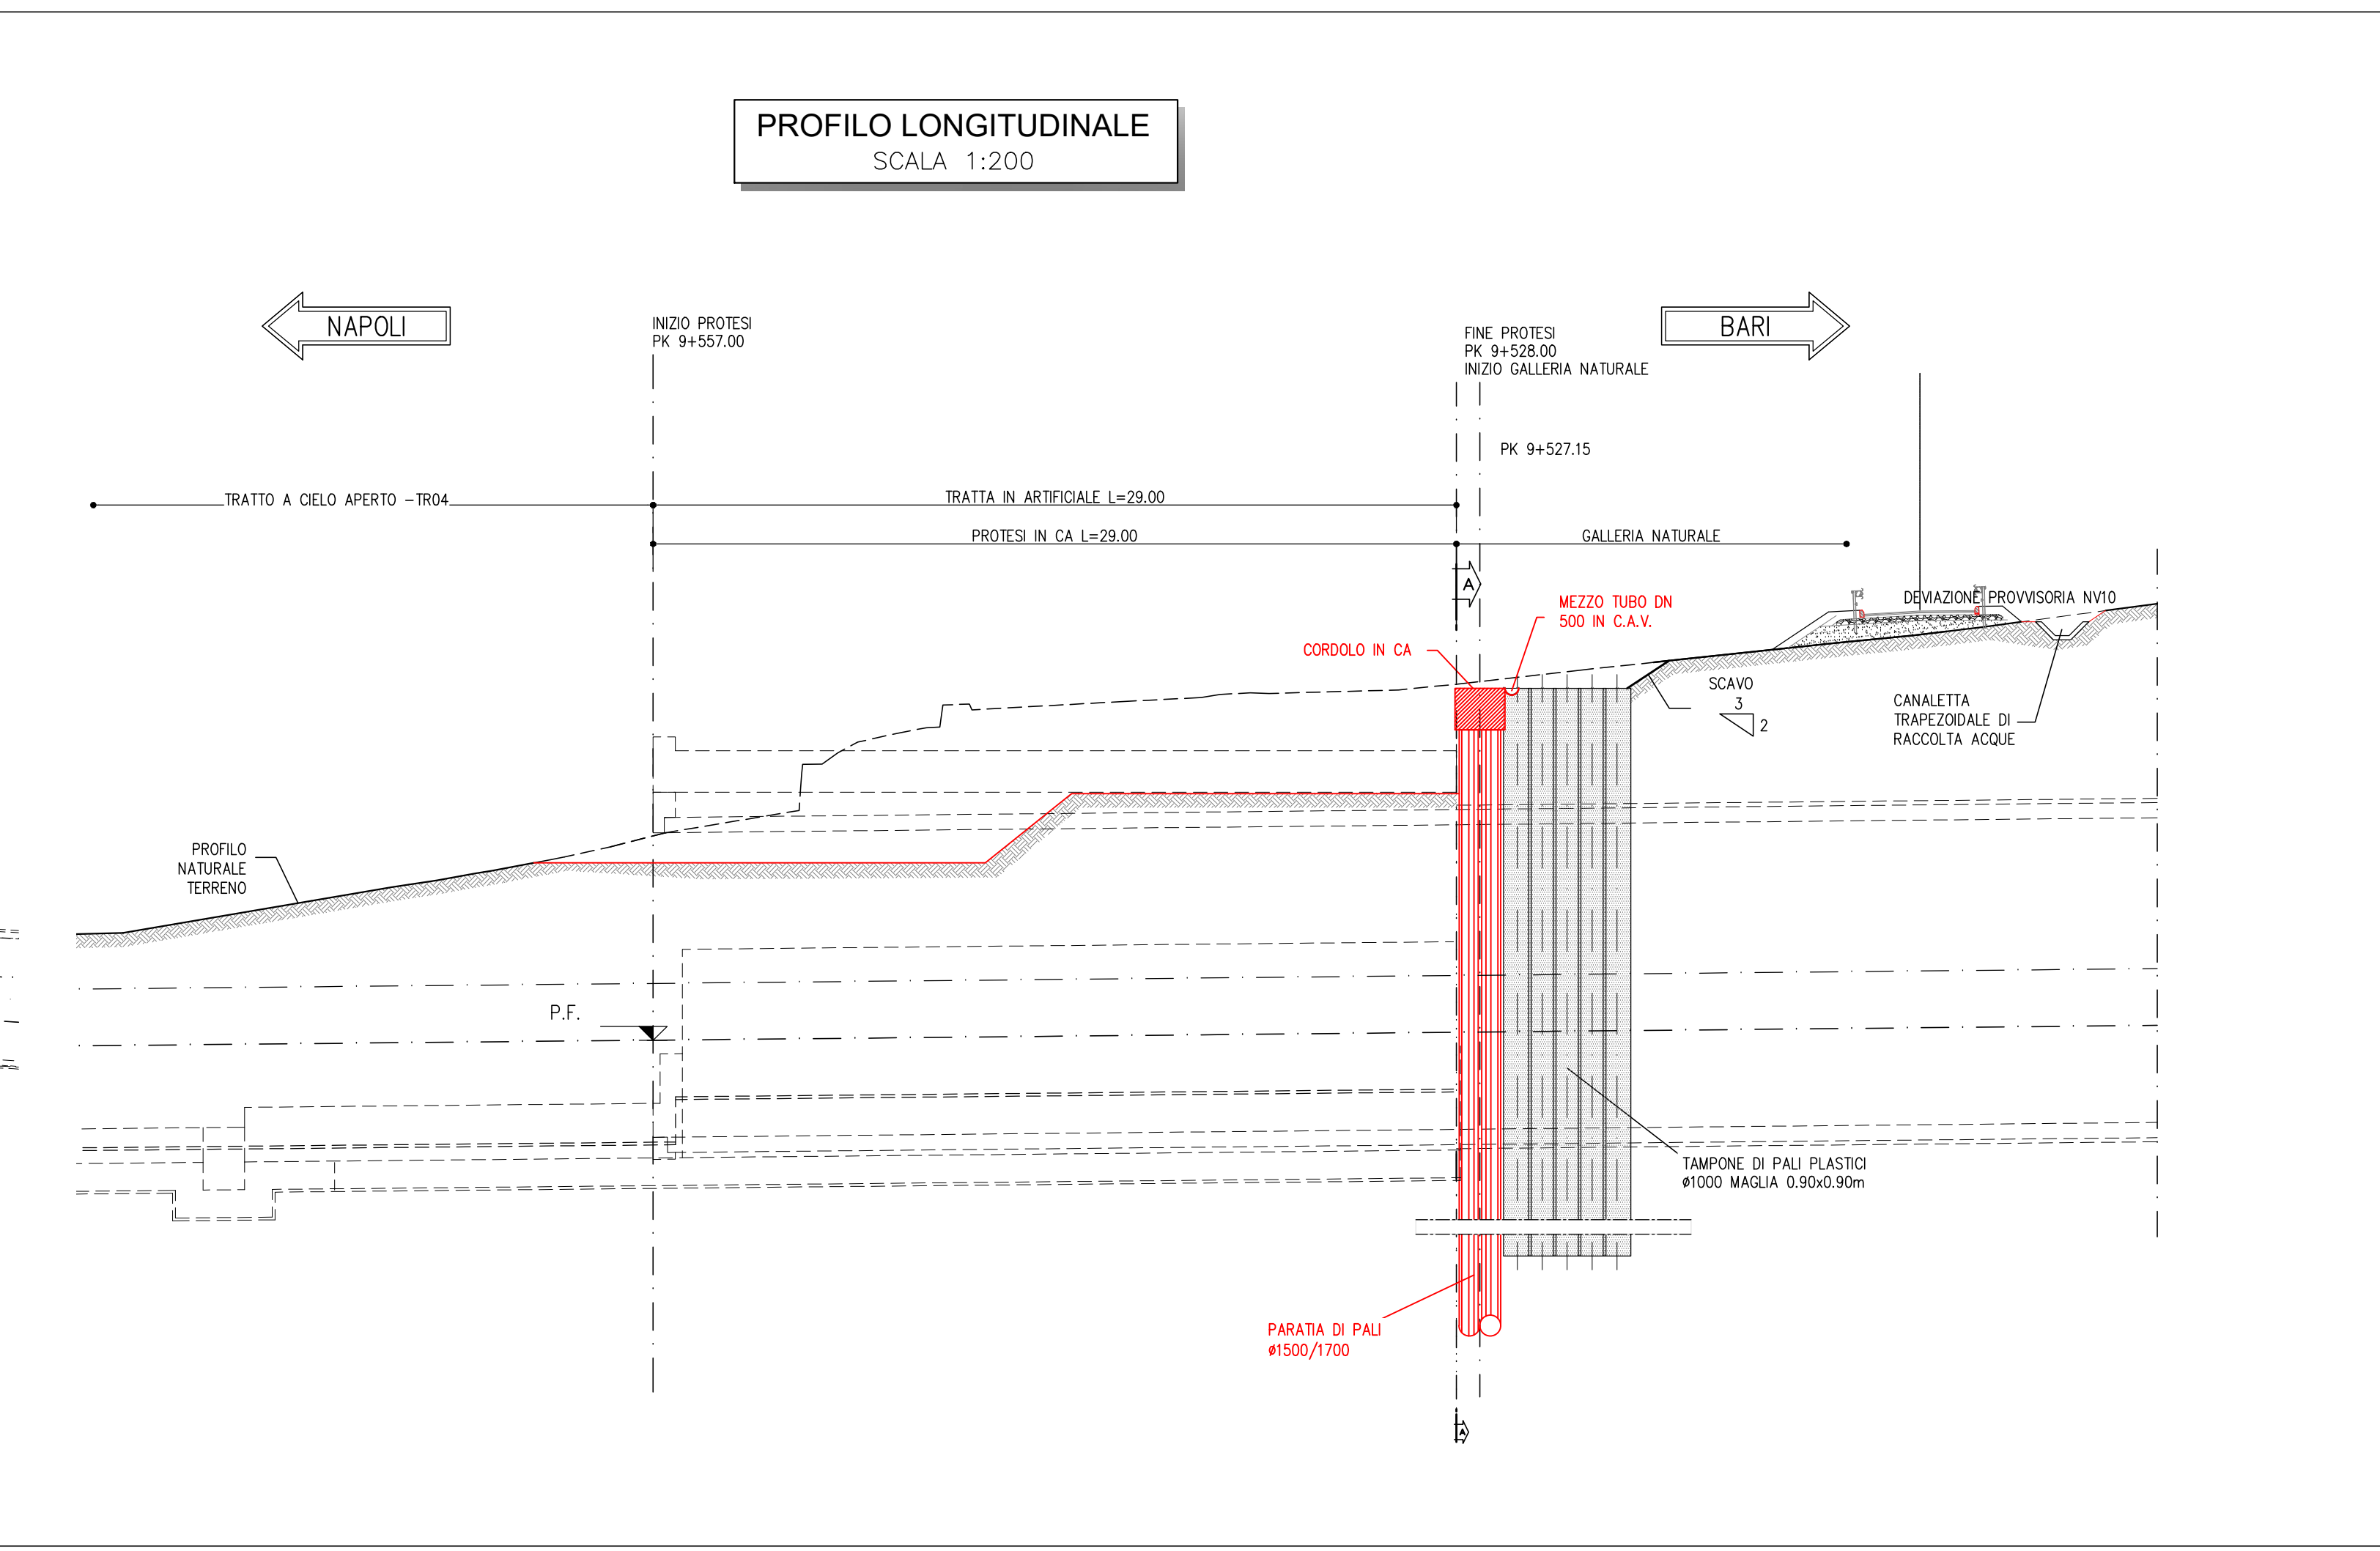 PROFILO LONGITUDINALE
SCALA 1:200
NAPOLI
INIZIO PROTESI
PK 9+557.00
FINE PROTESI
PK 9+528.00
INIZIO GALLERIA NATURALE
BARI
PK 9+527.15
TRATTO A CIELO APERTO -TR04
TRATTA IN ARTIFICIALE L=29.00
PROTESI IN CA L=29.00
GALLERIA NATURALE
A
MEZZO TUBO DN
500 IN C.A.V.
DEVIAZIONE PROVVISORIA NV10
CORDOLO IN CA
SCAVO
3
2
CANALETTA
TRAPEZOIDALE DI
RACCOLTA ACQUE
PROFILO
NATURALE
TERRENO
P.F.
TAMPONE DI PALI PLASTICI
ø1000 MAGLIA 0.90x0.90m
PARATIA DI PALI
ø1500/1700
A